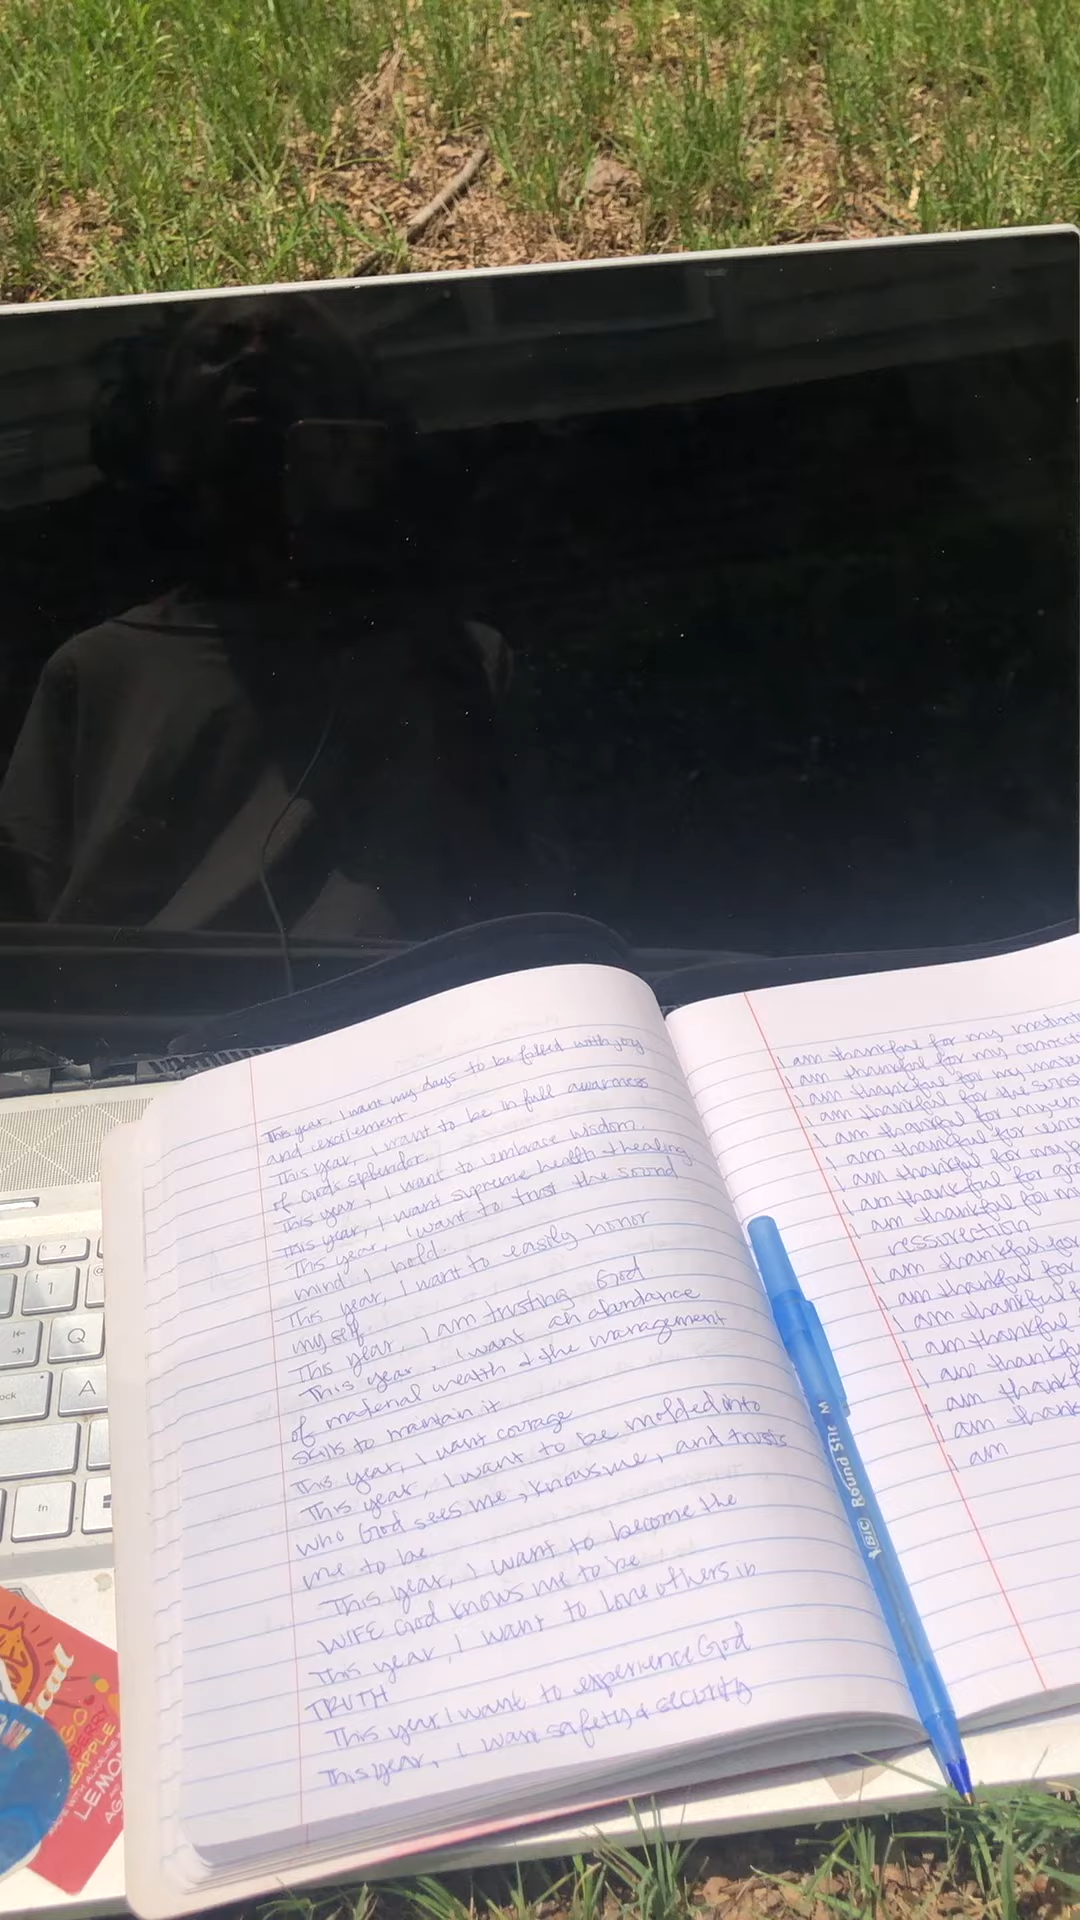 This year, I want my days to be filled with joy
and excitement
This year, I want to be in full awareness
of God's splendor.
This year, I want to embrace wisdom.
This year, I want supreme health + healing
This year, I want to trust the sound
mind I hold.
This year, I want to easily honor
myself.
This year, I am trusting God
This year, I want an abundance
of material wealth + the management
skills to maintain it
This year, I want courage
This year, I want to be molded into
who God sees me, knows me, and trusts
me to be
This year, I want to become the
WIFE God knows me to be
This year, I want to love others in
TRUTH
This year I want to experience God
This year, I want safety + security
I am thankful for my
I am thankful for my
I am thankful for my
I am thankful for the
I am thankful for my
I am thankful for
I am thankful for my
I am thankful for
I am thankful for
ressurection
I am thankful for
I am thankful for
I am thankful
I am thankful
I am
I am
I am
I am
BIC Round Stic M
?
1
Q
A
fn
LEMO
AG